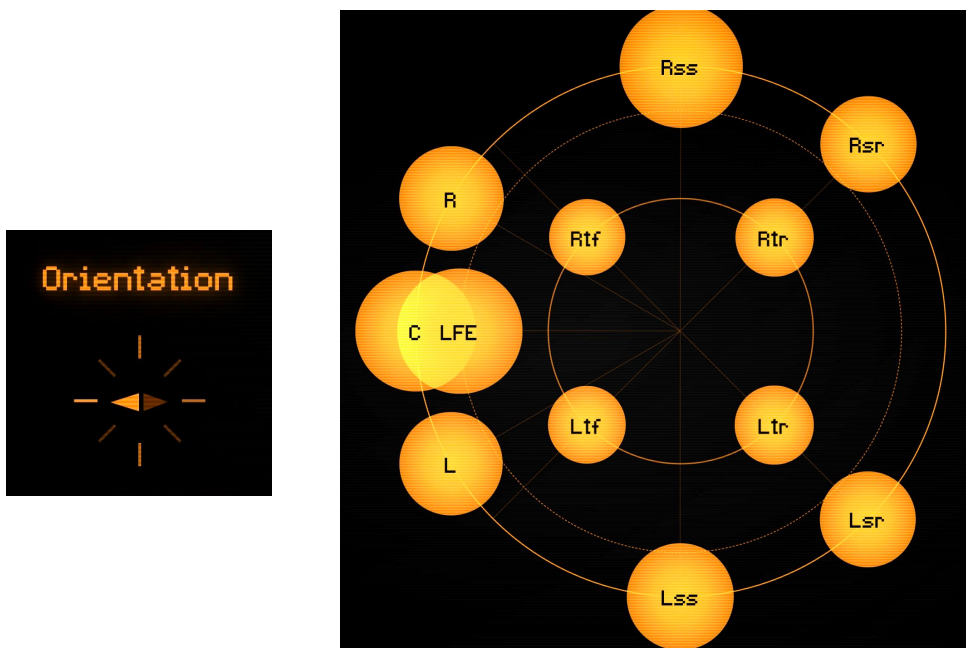 Orientation
Rss
Rsr
R
Rtf
Rtr
C
LFE
Ltf
Ltr
L
Lsr
Lss